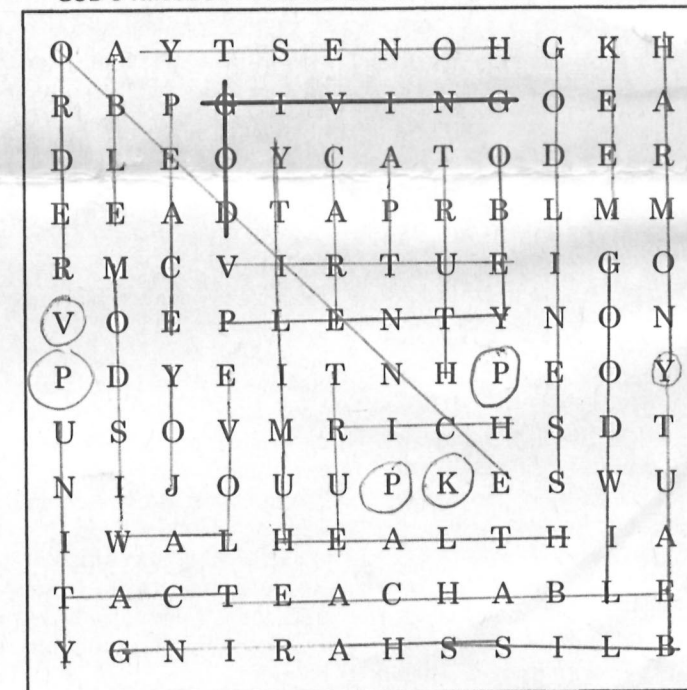 O A Y T S E N O H G K H
R B P G I V I N G O E A
D L E O Y C A T O D E R
E E A D T A P R B L M M
R M C V I R T U E I G O
V O E P L E N T Y N O N
P D Y E I T N H P E O Y
U S O V M R I C H S D T
N I J O U U P K E S W U
I W A L H E A L T H I A
T A C T E A C H A B L E
Y G N I R A H S S I L B